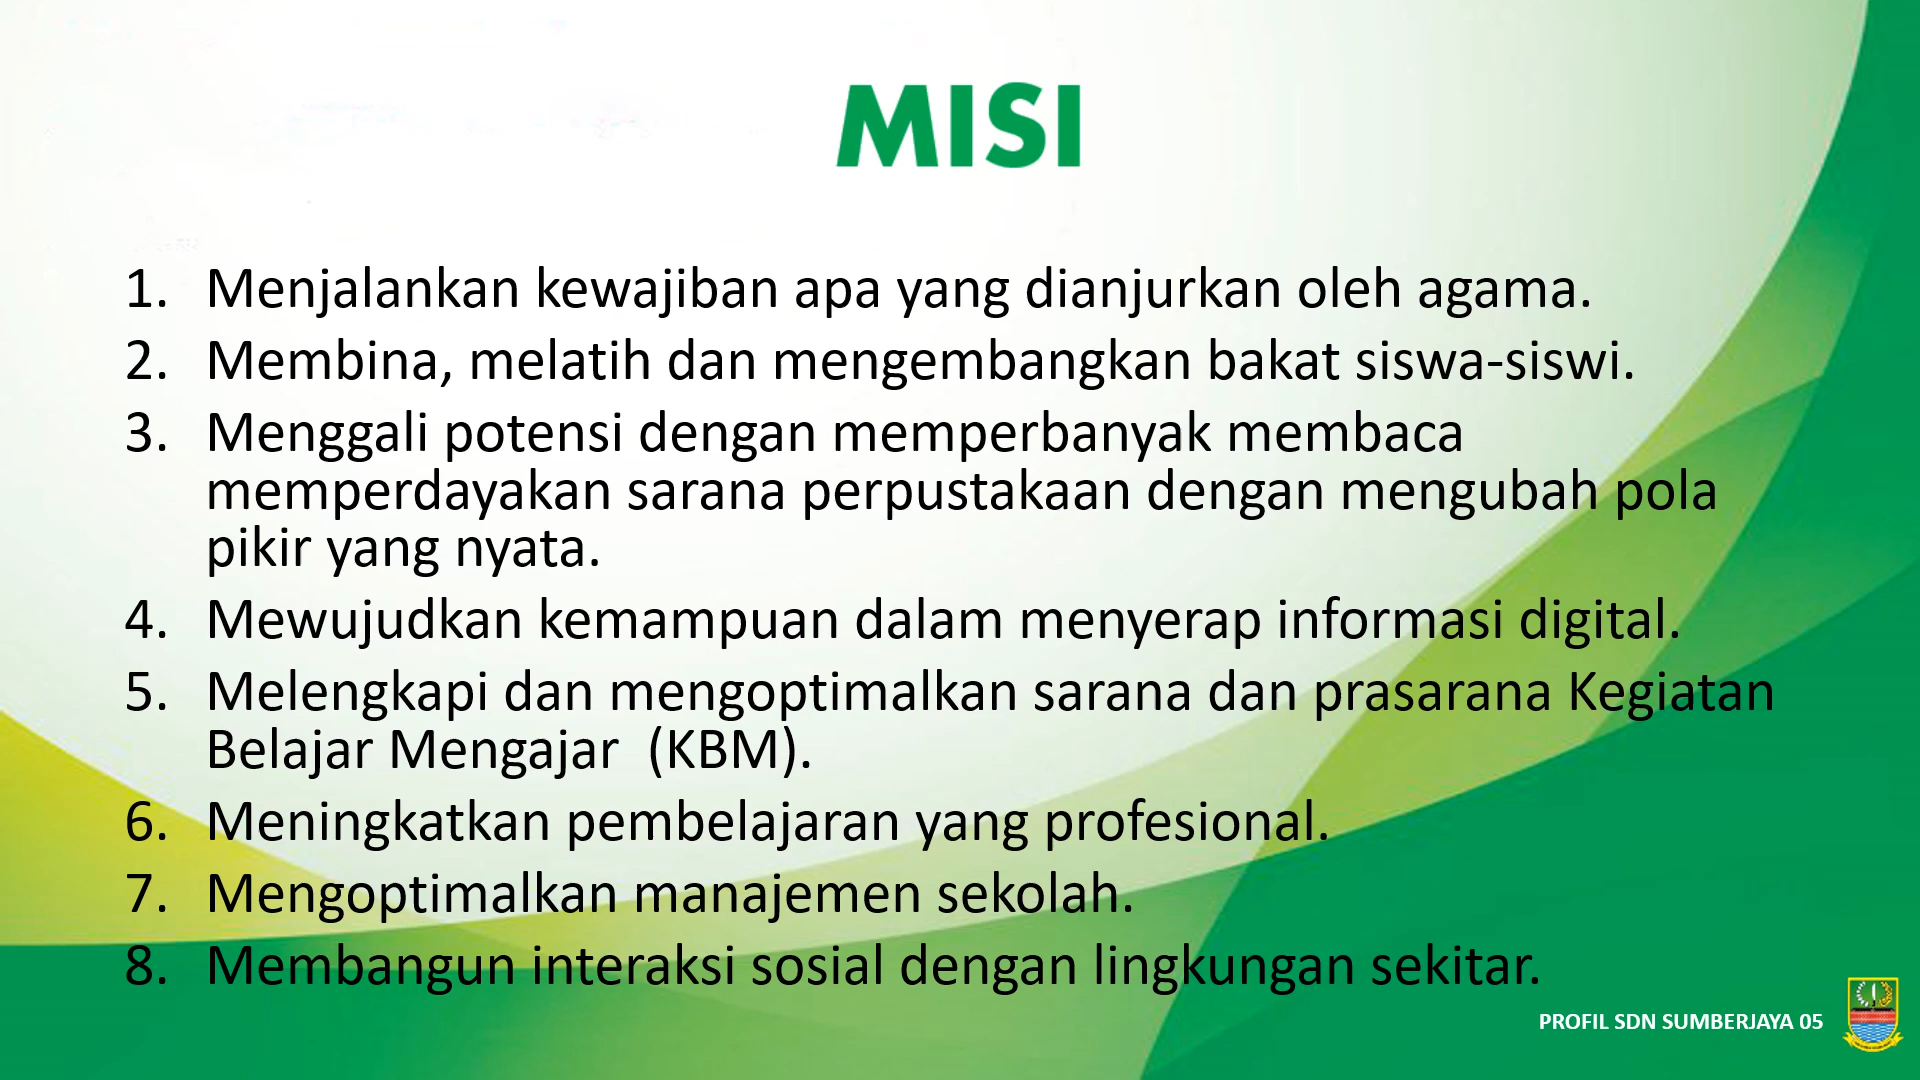 MISI
1. Menjalankan kewajiban apa yang dianjurkan oleh agama.
2. Membina, melatih dan mengembangkan bakat siswa-siswi.
3. Menggali potensi dengan memperbanyak membaca
memperdayakan sarana perpustakaan dengan mengubah pola
pikir yang nyata.
4. Mewujudkan kemampuan dalam menyerap informasi digital.
5. Melengkapi dan mengoptimalkan sarana dan prasarana Kegiatan
Belajar Mengajar  (KBM).
6. Meningkatkan pembelajaran yang profesional.
7. Mengoptimalkan manajemen sekolah.
8. Membangun interaksi sosial dengan lingkungan sekitar.
PROFIL SDN SUMBERJAYA 05